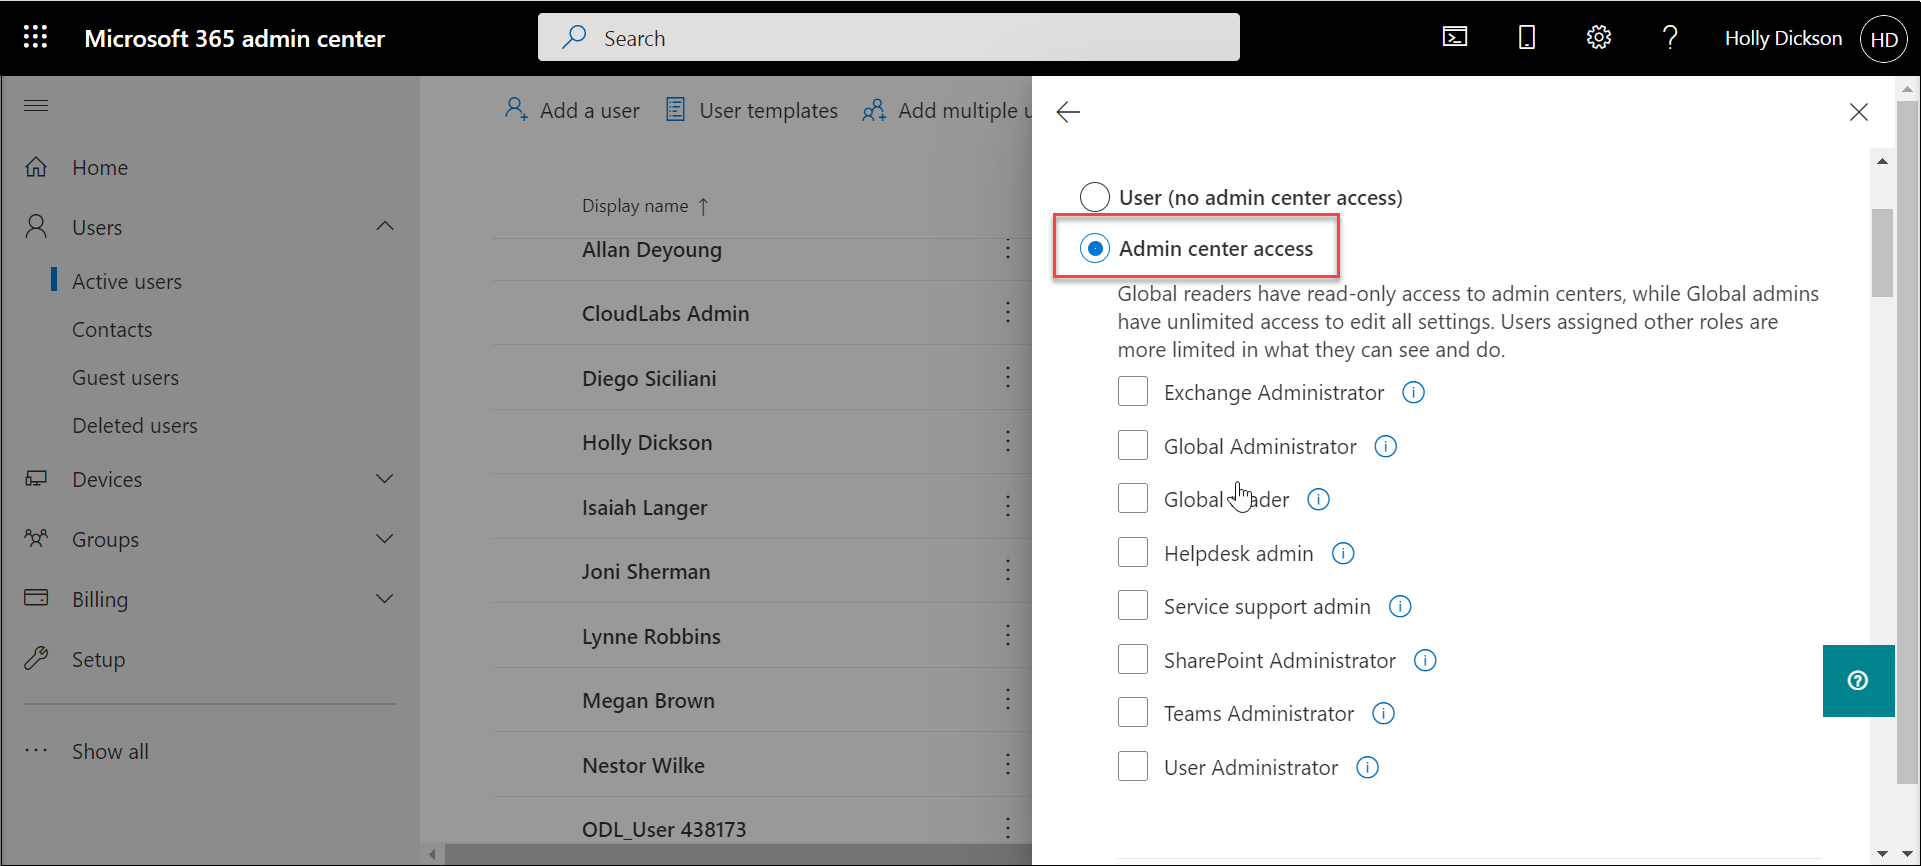 Microsoft 365 admin center
Search
Holly Dickson
HD
Home
Users
Active users
Contacts
Guest users
Deleted users
Devices
Groups
Billing
Setup
Show all
Add a user
User templates
Add multiple
Display name ↑
Allan Deyoung
CloudLabs Admin
Diego Siciliani
Holly Dickson
Isaiah Langer
Joni Sherman
Lynne Robbins
Megan Brown
Nestor Wilke
ODL_User 438173
User (no admin center access)
Admin center access
Global readers have read-only access to admin centers, while Global admins
have unlimited access to edit all settings. Users assigned other roles are
more limited in what they can see and do.
Exchange Administrator
Global Administrator
Global
Helpdesk admin
Service support admin
SharePoint Administrator
Teams Administrator
User Administrator